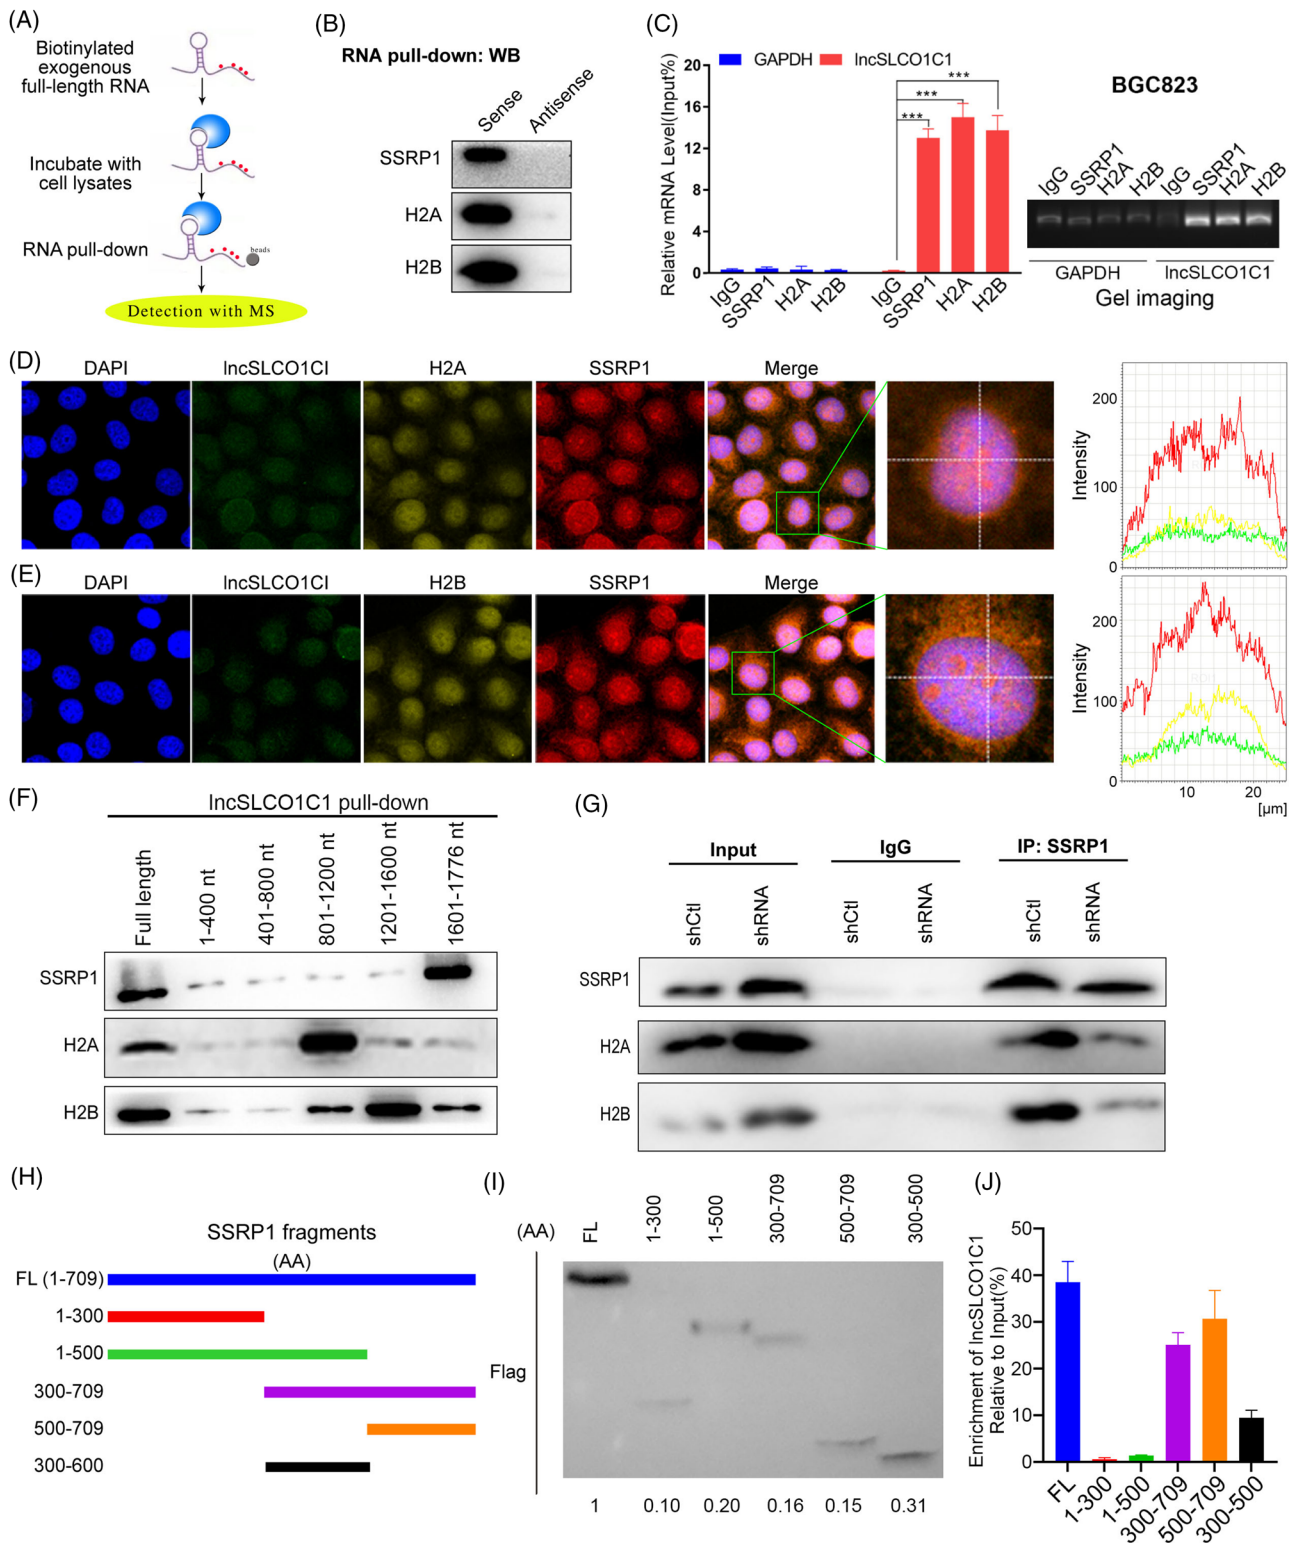 (A)
Biotinylated
exogenous
full-length RNA
Incubate with
cell lysates
RNA pull-down
beads
Detection with MS
(B)
RNA pull-down: WB
Sense
Antisense
SSRP1
H2A
H2B
(C)
GAPDH
lncSLCO1C1
Relative mRNA Level(Input%)
20
16
12
8
4
0
***
***
***
IgG
SSRP1
H2A
H2B
IgG
SSRP1
H2A
H2B
BGC823
IgG
SSRP1
H2A
H2B
IgG
SSRP1
H2A
H2B
GAPDH
lncSLCO1C1
Gel imaging
(D)
DAPI
lncSLCO1CI
H2A
SSRP1
Merge
Intensity
200
100
0
(E)
DAPI
lncSLCO1CI
H2B
SSRP1
Merge
Intensity
200
100
0
10
20
[µm]
(F)
lncSLCO1C1 pull-down
Full length
1-400 nt
401-800 nt
801-1200 nt
1201-1600 nt
1601-1776 nt
SSRP1
H2A
H2B
(G)
Input
IgG
IP: SSRP1
shCtl
shRNA
shCtl
shRNA
shCtl
shRNA
SSRP1
H2A
H2B
(H)
SSRP1 fragments
(AA)
FL (1-709)
1-300
1-500
300-709
500-709
300-600
(I)
(AA)
FL
1-300
1-500
300-709
500-709
300-500
Flag
1
0.10
0.20
0.16
0.15
0.31
(J)
Enrichment of lncSLCO1C1
Relative to Input(%)
50
40
30
20
10
0
FL
1-300
1-500
300-709
500-709
300-500